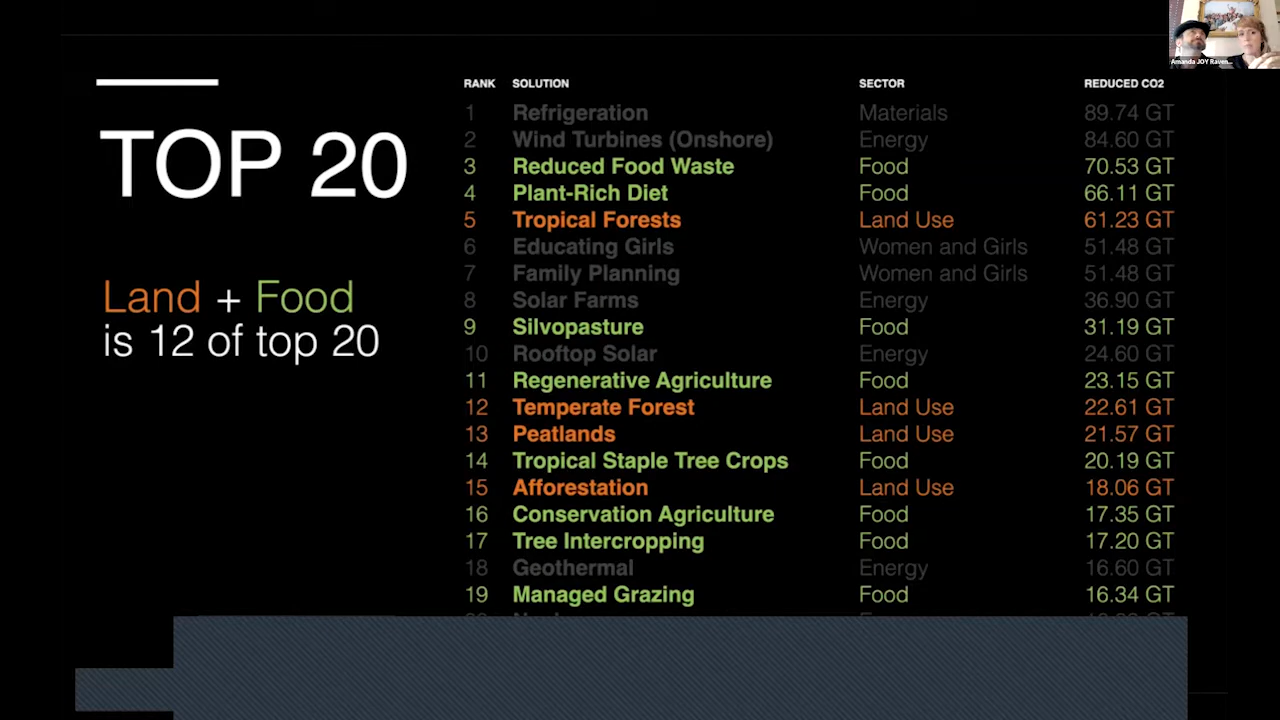 Amanda JOY Raven...
TOP 20
Land + Food
is 12 of top 20
RANK SOLUTION SECTOR REDUCED CO2
1 Refrigeration Materials 89.74 GT
2 Wind Turbines (Onshore) Energy 84.60 GT
3 Reduced Food Waste Food 70.53 GT
4 Plant-Rich Diet Food 66.11 GT
5 Tropical Forests Land Use 61.23 GT
6 Educating Girls Women and Girls 51.48 GT
7 Family Planning Women and Girls 51.48 GT
8 Solar Farms Energy 36.90 GT
9 Silvopasture Food 31.19 GT
10 Rooftop Solar Energy 24.60 GT
11 Regenerative Agriculture Food 23.15 GT
12 Temperate Forest Land Use 22.61 GT
13 Peatlands Land Use 21.57 GT
14 Tropical Staple Tree Crops Food 20.19 GT
15 Afforestation Land Use 18.06 GT
16 Conservation Agriculture Food 17.35 GT
17 Tree Intercropping Food 17.20 GT
18 Geothermal Energy 16.60 GT
19 Managed Grazing Food 16.34 GT